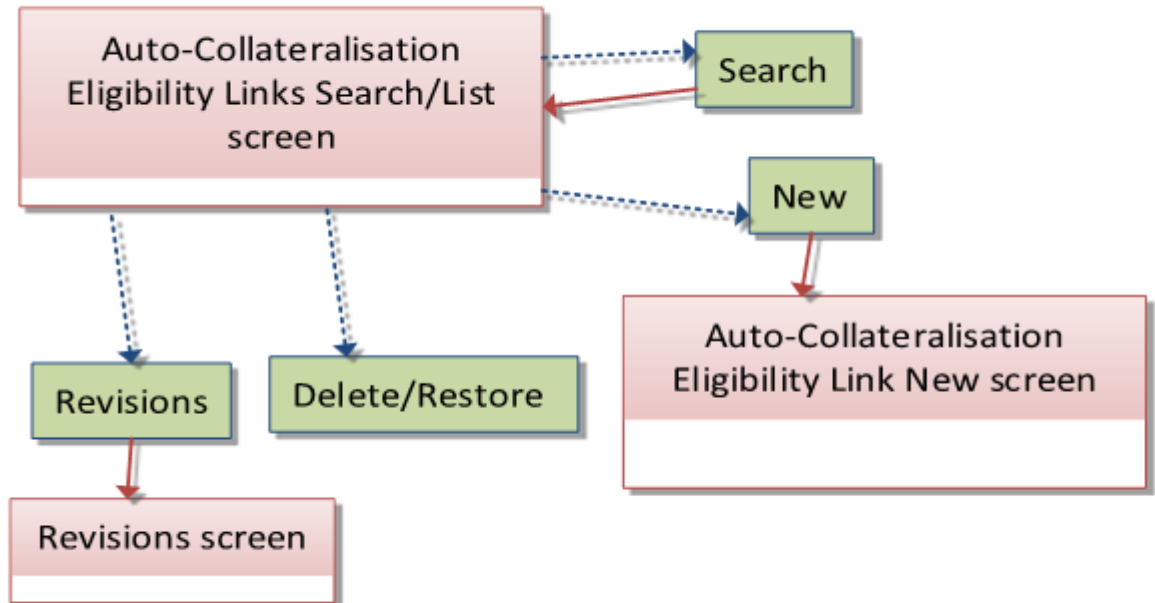 Auto-Collateralisation
Eligibility Links Search/List
screen
Search
New
Auto-Collateralisation
Eligibility Link New screen
Revisions
Delete/Restore
Revisions screen